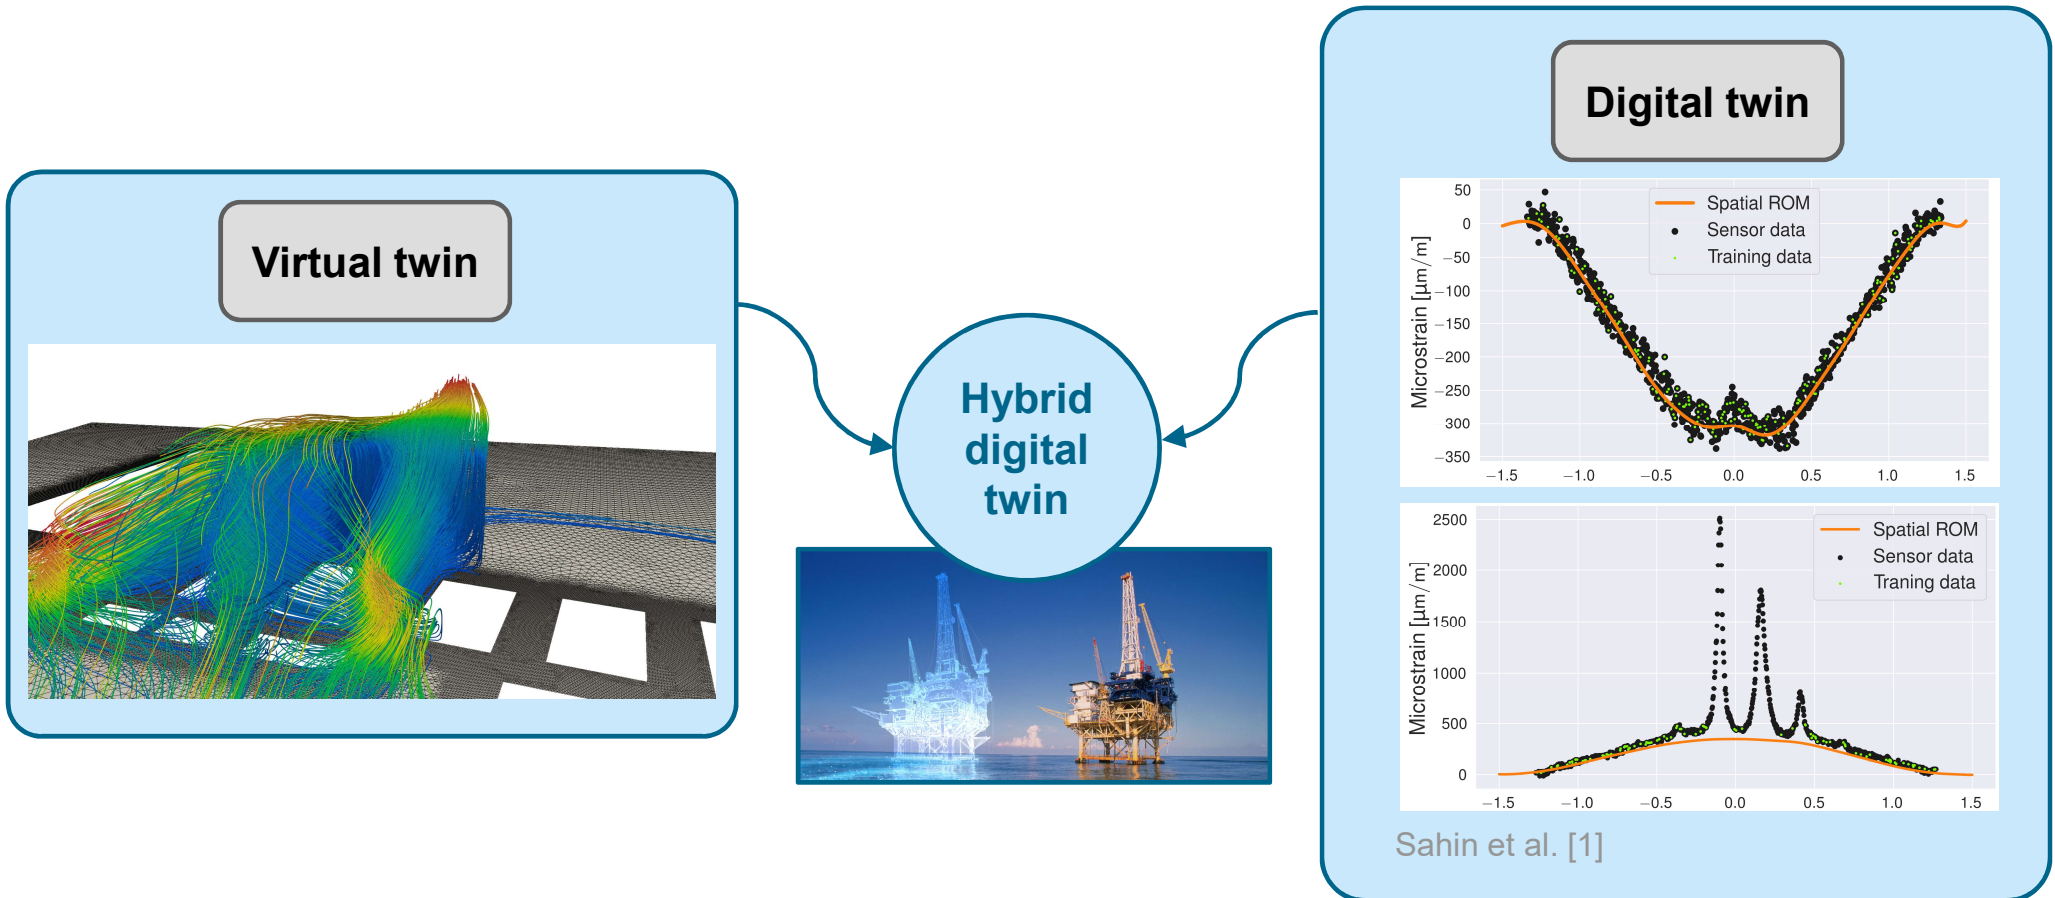 Virtual twin
Hybrid
digital
twin
Digital twin
Microstrain [µm/m]
50
0
−50
−100
−150
−200
−250
−300
−350
−1.5 −1.0 −0.5 0.0 0.5 1.0 1.5
Spatial ROM
Sensor data
Training data
Microstrain [µm/m]
2500
2000
1500
1000
500
0
−1.5 −1.0 −0.5 0.0 0.5 1.0 1.5
Spatial ROM
Sensor data
Traning data
Sahin et al. [1]